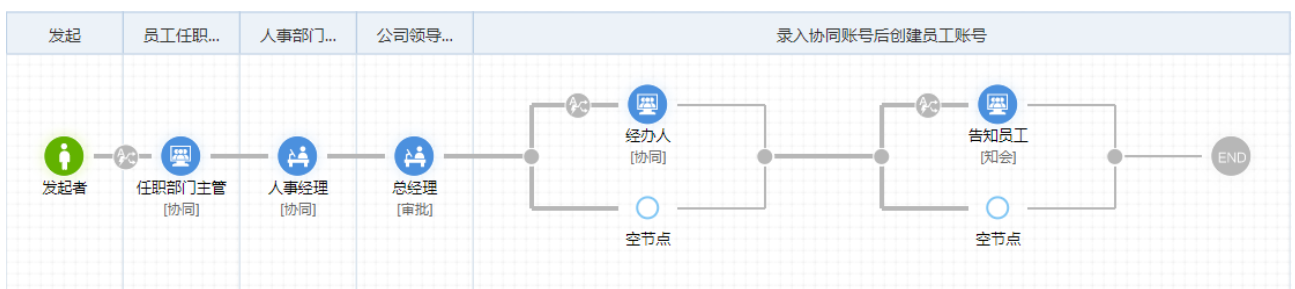 发起
员工任职...
人事部门...
公司领导...
录入协同账号后创建员工账号
发起者
任职部门主管
[协同]
人事经理
[协同]
总经理
[审批]
经办人
[协同]
空节点
告知员工
[知会]
空节点
END